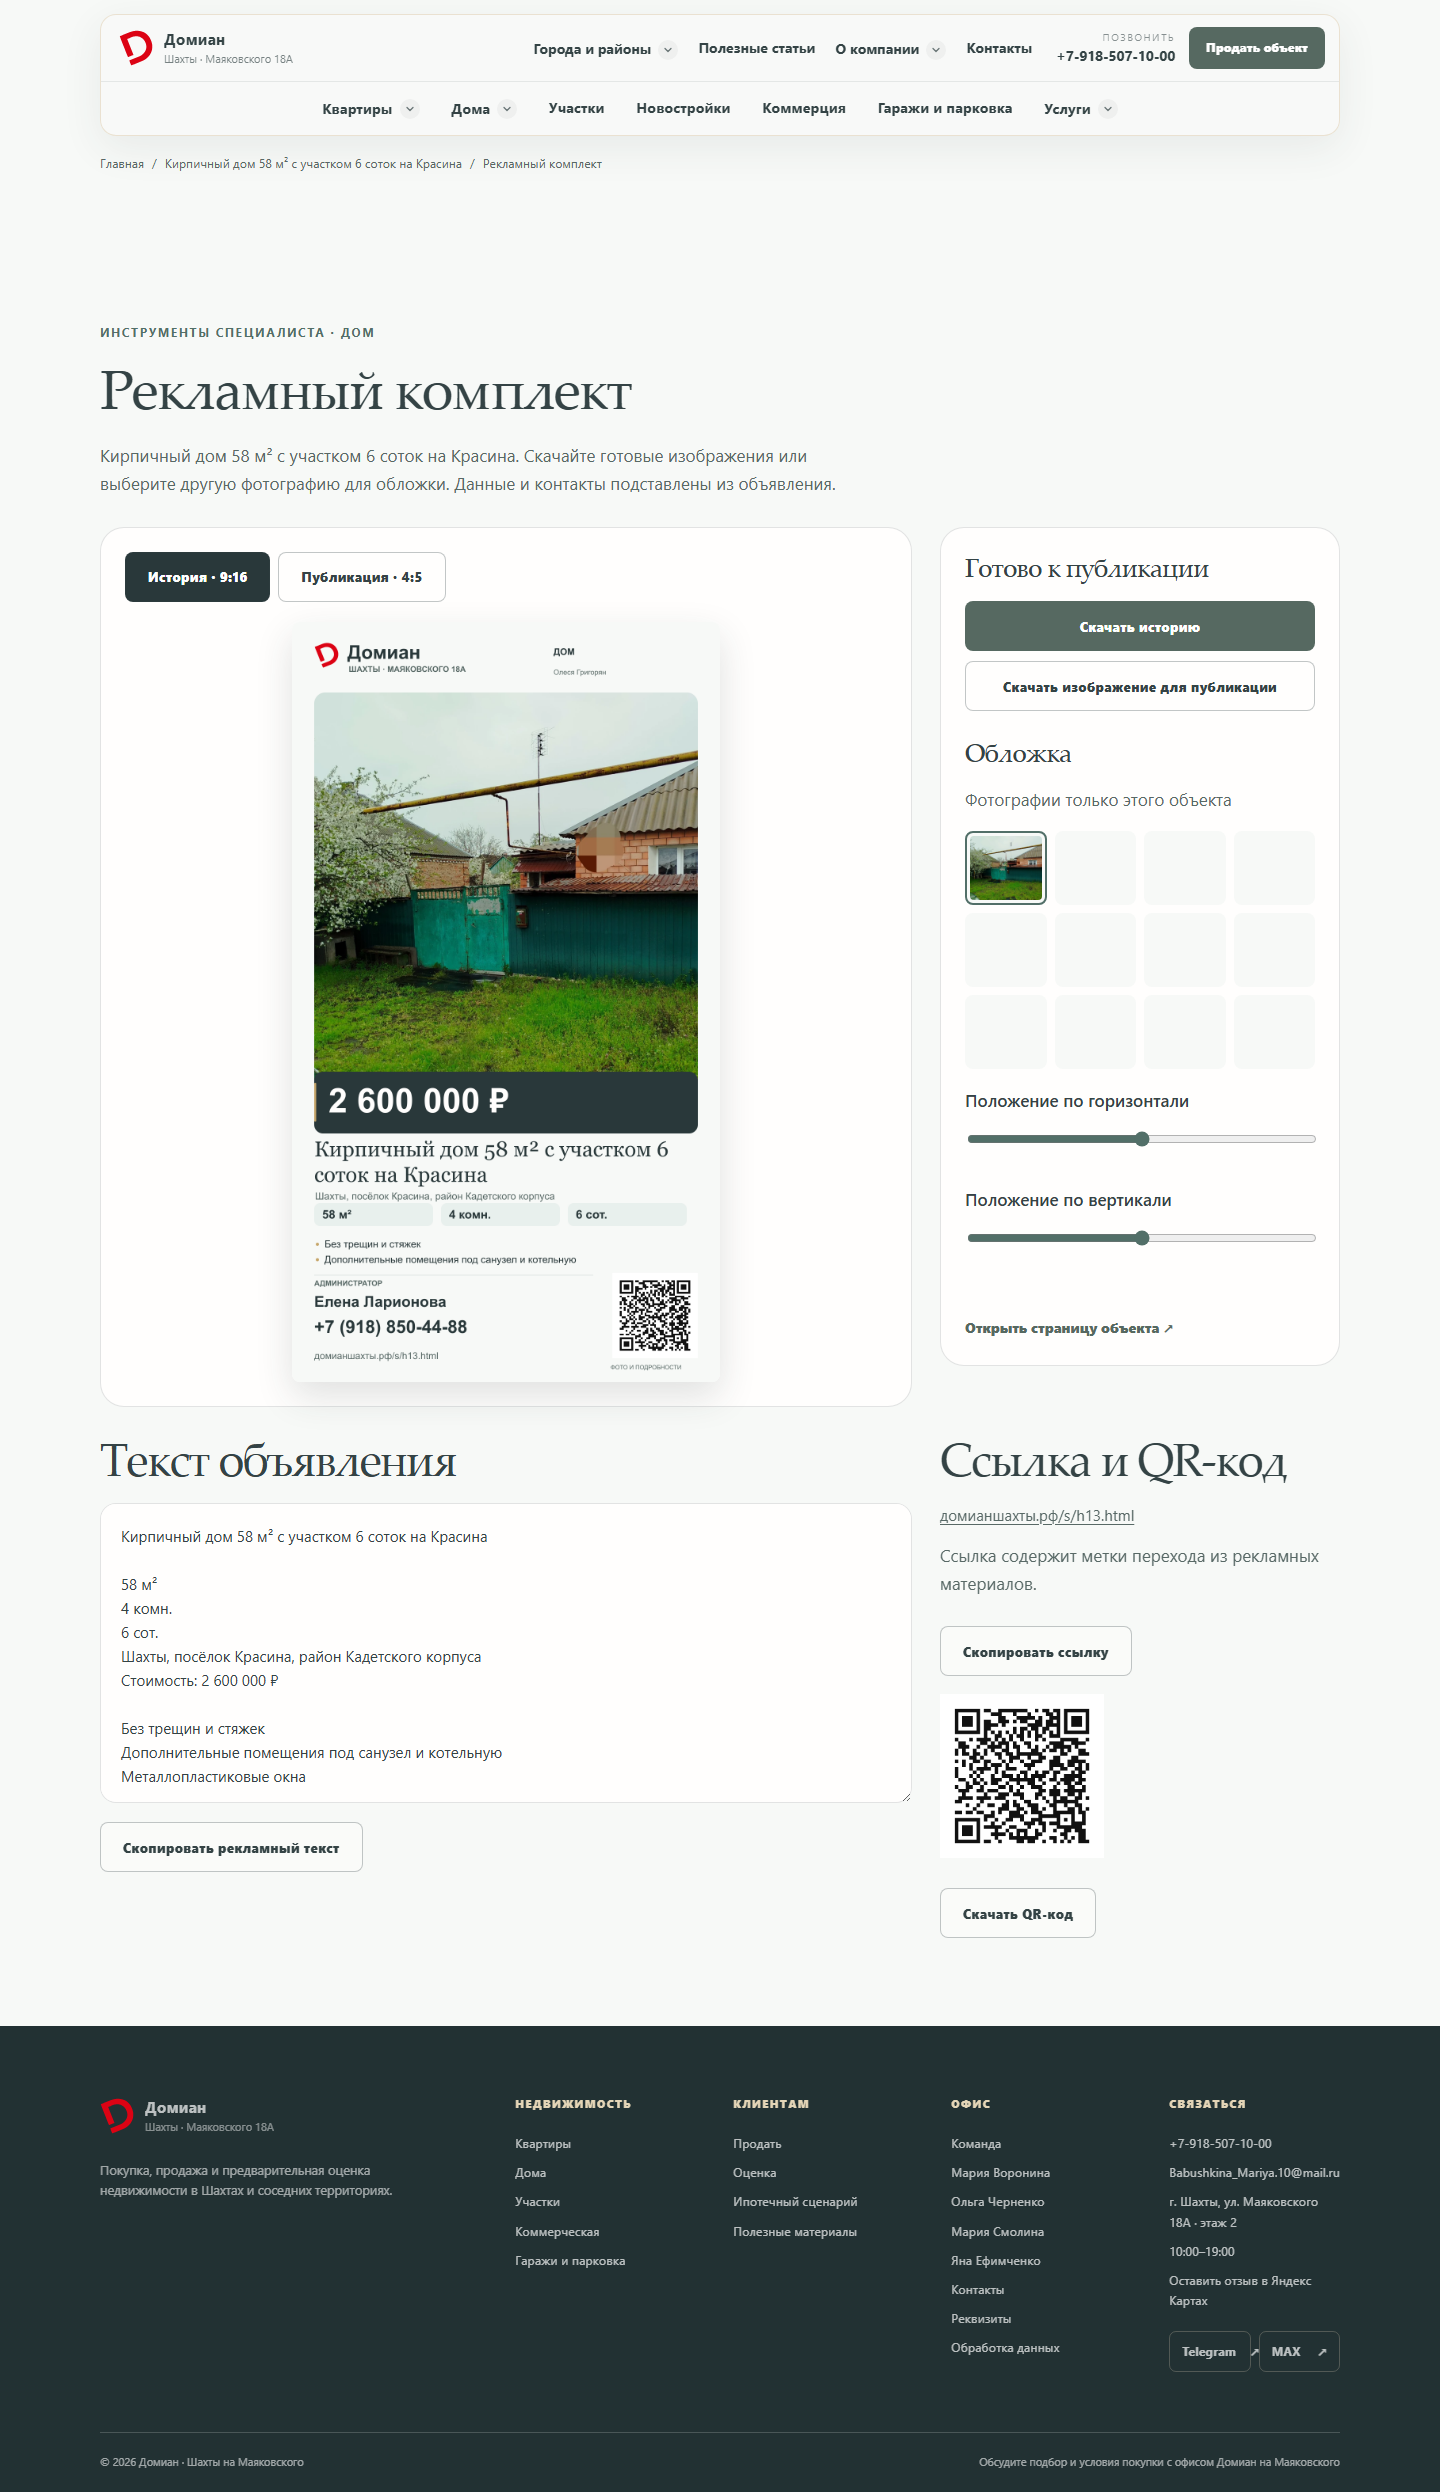 Домиан
Шахты · Маяковского 18А
Города и районы
Полезные статьи
О компании
Контакты
ПОЗВОНИТЬ
+7-918-507-10-00
Продать объект
Квартиры
Дома
Участки
Новостройки
Коммерция
Гаражи и парковка
Услуги
Главная / Кирпичный дом 58 м² с участком 6 соток на Красина / Рекламный комплект
ИНСТРУМЕНТЫ СПЕЦИАЛИСТА · ДОМ
Рекламный комплект
Кирпичный дом 58 м² с участком 6 соток на Красина. Скачайте готовые изображения или
выберите другую фотографию для обложки. Данные и контакты подставлены из объявления.
История · 9:16
Публикация · 4:5
Домиан
ШАХТЫ · МАЯКОВСКОГО 18А
ДОМ
Олеся Григорян
2 600 000 ₽
Кирпичный дом 58 м² с участком 6
соток на Красина
Шахты, посёлок Красина, район Кадетского корпуса
58 м²
4 комн.
6 сот.
• Без трещин и стяжек
• Дополнительные помещения под санузел и котельную
АДМИНИСТРАТОР
Елена Ларионова
+7 (918) 850-44-88
домианшахты.рф/s/h13.html
ФОТО И ПОДРОБНОСТИ
Готово к публикации
Скачать историю
Скачать изображение для публикации
Обложка
Фотографии только этого объекта
Положение по горизонтали
Положение по вертикали
Открыть страницу объекта ↗
Текст объявления
Кирпичный дом 58 м² с участком 6 соток на Красина
58 м²
4 комн.
6 сот.
Шахты, посёлок Красина, район Кадетского корпуса
Стоимость: 2 600 000 ₽
Без трещин и стяжек
Дополнительные помещения под санузел и котельную
Металлопластиковые окна
Скопировать рекламный текст
Ссылка и QR-код
домианшахты.рф/s/h13.html
Ссылка содержит метки перехода из рекламных
материалов.
Скопировать ссылку
Скачать QR-код
Домиан
Шахты · Маяковского 18А
Покупка, продажа и предварительная оценка
недвижимости в Шахтах и соседних территориях.
НЕДВИЖИМОСТЬ
Квартиры
Дома
Участки
Коммерческая
Гаражи и парковка
КЛИЕНТАМ
Продать
Оценка
Ипотечный сценарий
Полезные материалы
ОФИС
Команда
Мария Воронина
Ольга Черненко
Мария Смолина
Яна Ефимченко
Контакты
Реквизиты
Обработка данных
СВЯЗАТЬСЯ
+7-918-507-10-00
Babushkina_Mariya.10@mail.ru
г. Шахты, ул. Маяковского
18А · этаж 2
10:00–19:00
Оставить отзыв в Яндекс
Картах
Telegram ↗
MAX ↗
© 2026 Домиан · Шахты на Маяковского
Обсудите подбор и условия покупки с офисом Домиан на Маяковского